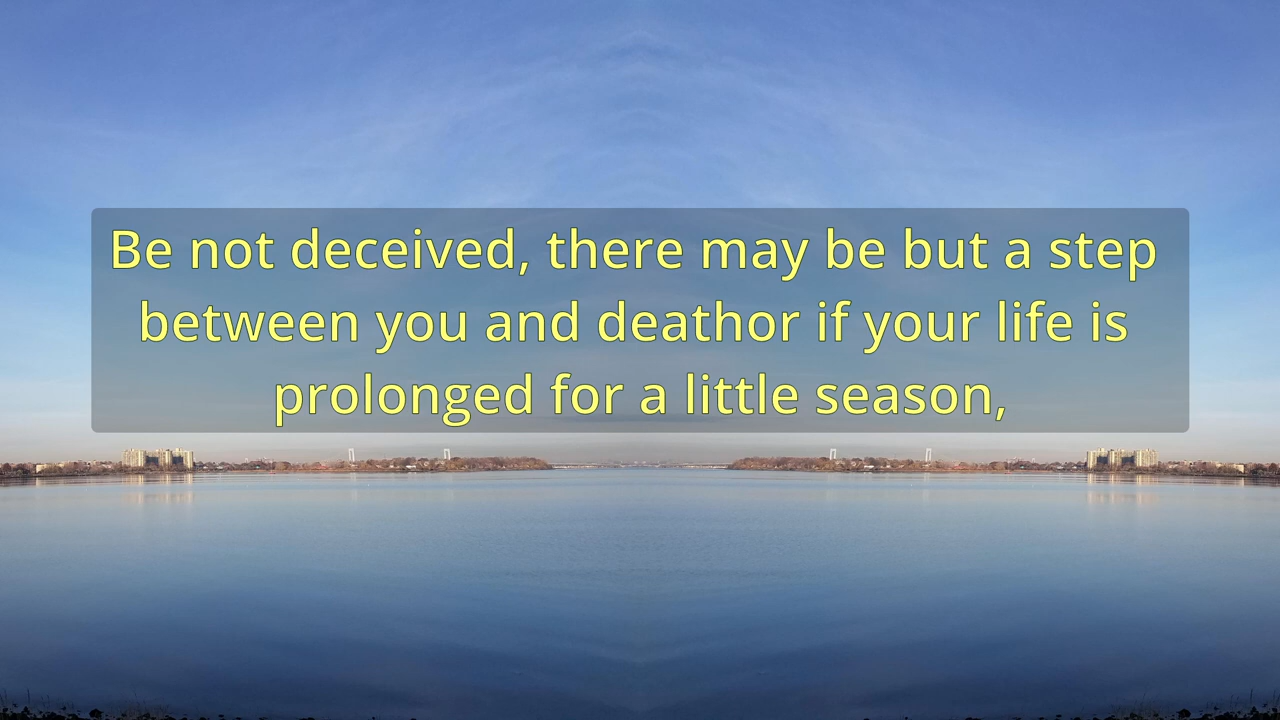 Be not deceived, there may be but a step
between you and deathor if your life is
prolonged for a little season,